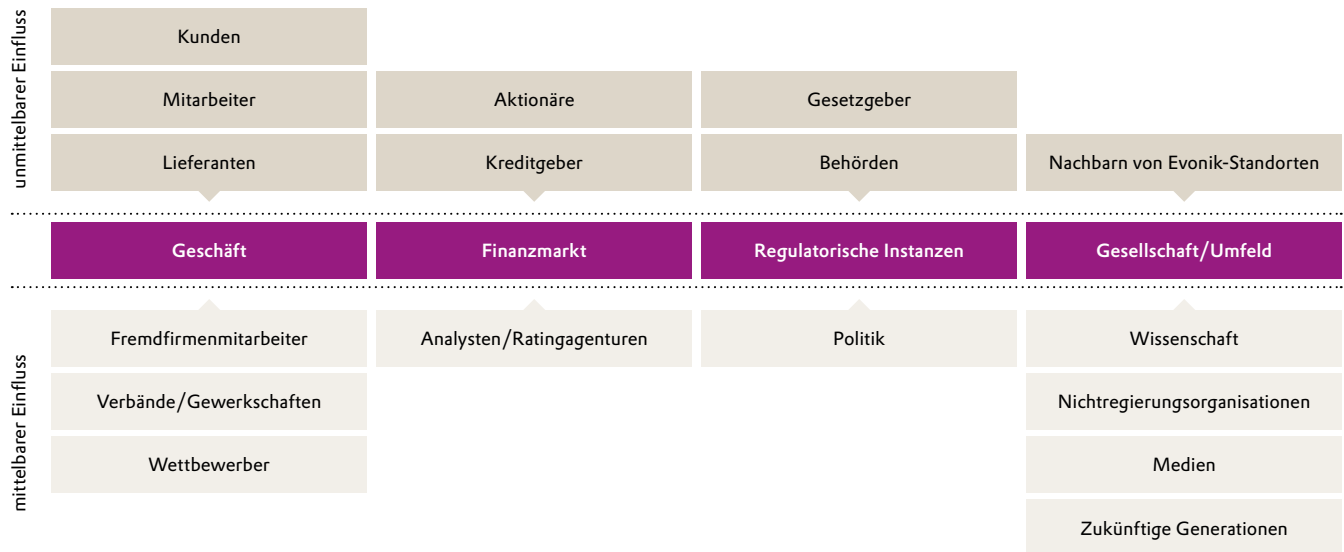 unmittelbarer Einfluss
Kunden
Mitarbeiter
Aktionäre
Gesetzgeber
Lieferanten
Kreditgeber
Behörden
Nachbarn von Evonik-Standorten
Geschäft
Finanzmarkt
Regulatorische Instanzen
Gesellschaft/Umfeld
mittelbarer Einfluss
Fremdfirmenmitarbeiter
Analysten/Ratingagenturen
Politik
Wissenschaft
Verbände/Gewerkschaften
Nichtregierungsorganisationen
Wettbewerber
Medien
Zukünftige Generationen